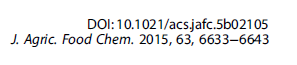 DOI: 10.1021/acs.jafc.5b02105
J. Agric. Food Chem. 2015, 63, 6633−6643